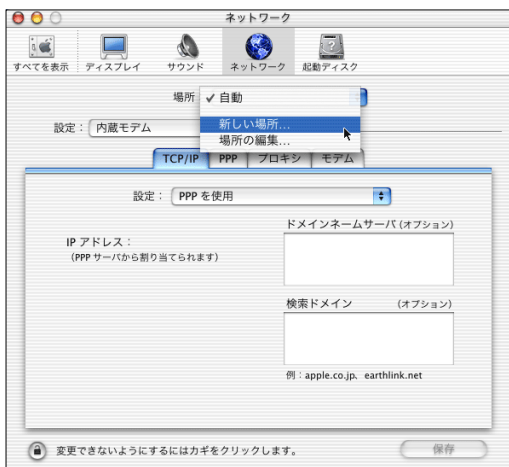 ネットワーク
すべてを表示 ディスプレイ サウンド ネットワーク 起動ディスク
場所 ✓ 自動
新しい場所...
場所の編集...
設定： 内蔵モデム
TCP/IP PPP プロキシ モデム
設定： PPP を使用
ドメインネームサーバ (オプション)
IP アドレス：
(PPP サーバから割り当てられます)
検索ドメイン (オプション)
例：apple.co.jp、earthlink.net
変更できないようにするにはカギをクリックします。 保存